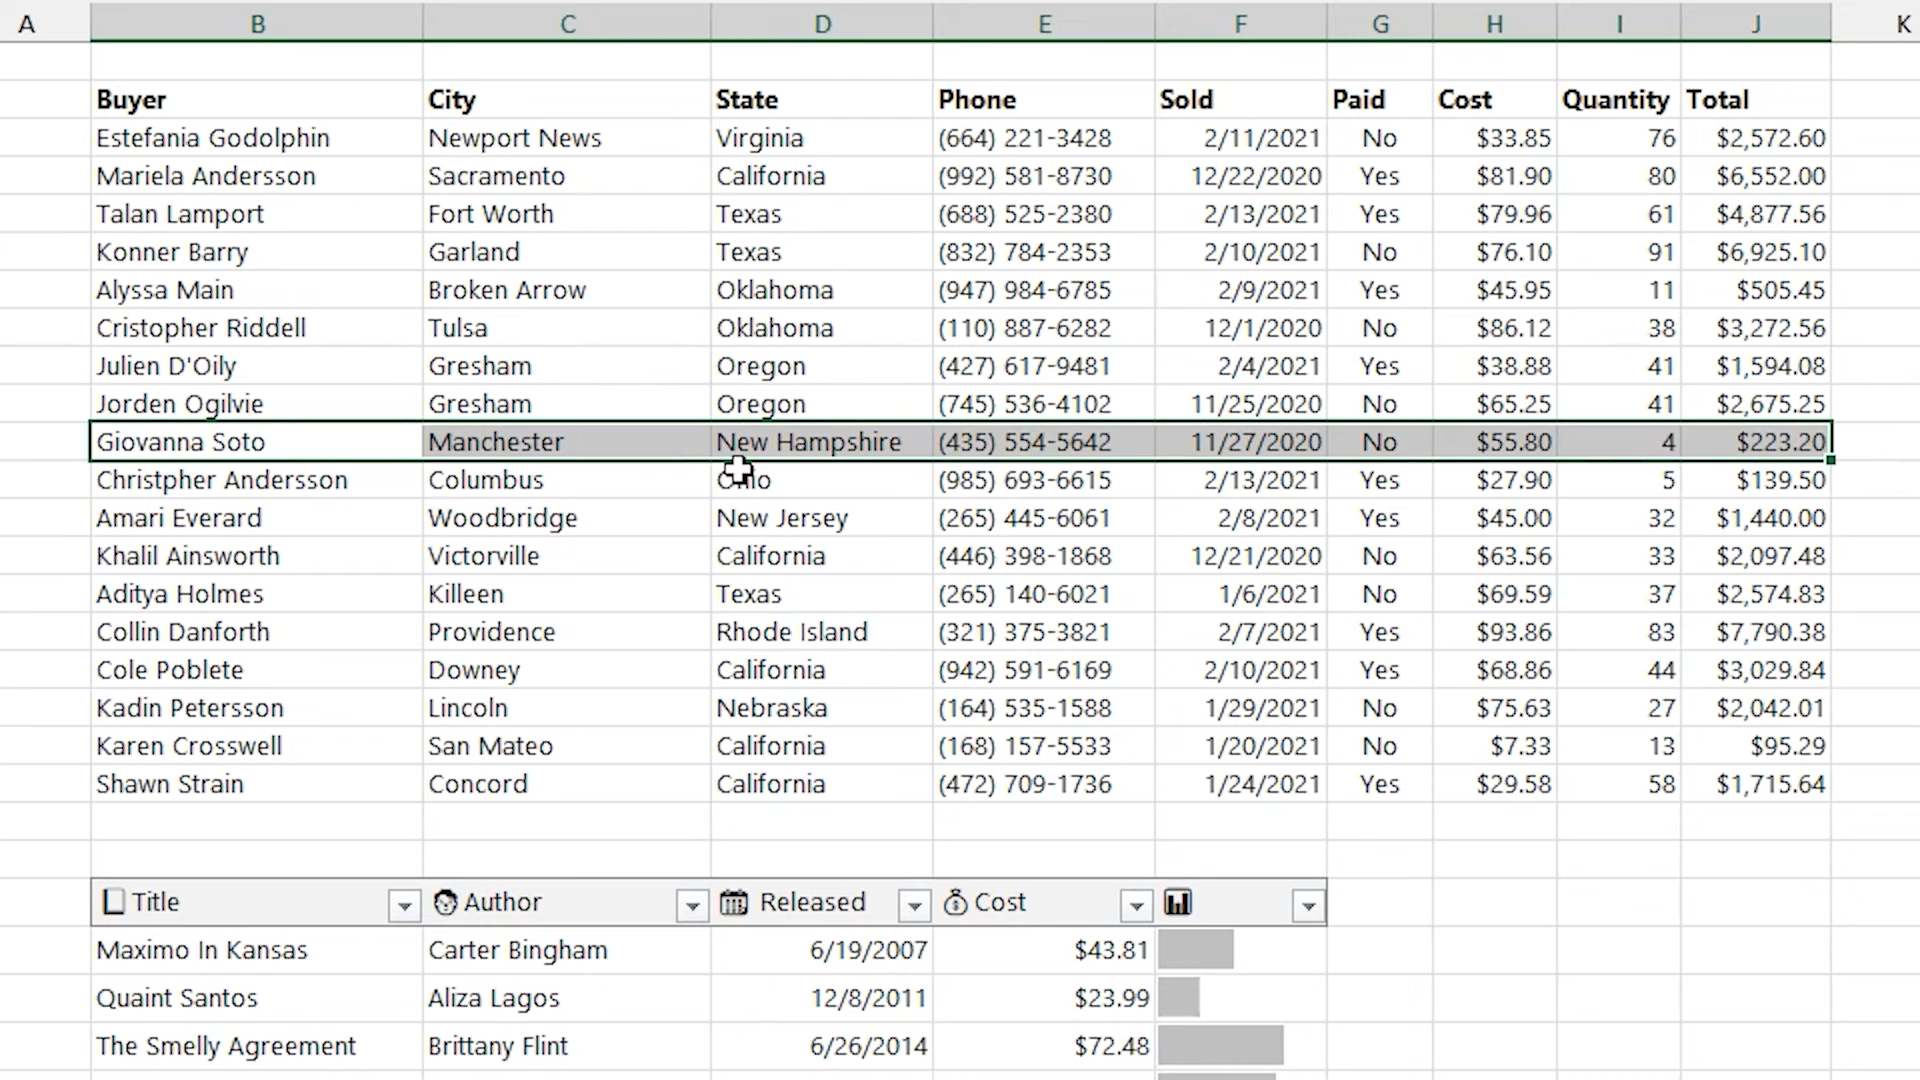 A B C D E F G H I J K
Buyer City State Phone Sold Paid Cost Quantity Total
Estefania Godolphin Newport News Virginia (664) 221-3428 2/11/2021 No $33.85 76 $2,572.60
Mariela Andersson Sacramento California (992) 581-8730 12/22/2020 Yes $81.90 80 $6,552.00
Talan Lamport Fort Worth Texas (688) 525-2380 2/13/2021 Yes $79.96 61 $4,877.56
Konner Barry Garland Texas (832) 784-2353 2/10/2021 No $76.10 91 $6,925.10
Alyssa Main Broken Arrow Oklahoma (947) 984-6785 2/9/2021 Yes $45.95 11 $505.45
Cristopher Riddell Tulsa Oklahoma (110) 887-6282 12/1/2020 No $86.12 38 $3,272.56
Julien D'Oily Gresham Oregon (427) 617-9481 2/4/2021 Yes $38.88 41 $1,594.08
Jorden Ogilvie Gresham Oregon (745) 536-4102 11/25/2020 No $65.25 41 $2,675.25
Giovanna Soto Manchester New Hampshire (435) 554-5642 11/27/2020 No $55.80 4 $223.20
Christpher Andersson Columbus Ohio (985) 693-6615 2/13/2021 Yes $27.90 5 $139.50
Amari Everard Woodbridge New Jersey (265) 445-6061 2/8/2021 Yes $45.00 32 $1,440.00
Khalil Ainsworth Victorville California (446) 398-1868 12/21/2020 No $63.56 33 $2,097.48
Aditya Holmes Killeen Texas (265) 140-6021 1/6/2021 No $69.59 37 $2,574.83
Collin Danforth Providence Rhode Island (321) 375-3821 2/7/2021 Yes $93.86 83 $7,790.38
Cole Poblete Downey California (942) 591-6169 2/10/2021 Yes $68.86 44 $3,029.84
Kadin Petersson Lincoln Nebraska (164) 535-1588 1/29/2021 No $75.63 27 $2,042.01
Karen Crosswell San Mateo California (168) 157-5533 1/20/2021 No $7.33 13 $95.29
Shawn Strain Concord California (472) 709-1736 1/24/2021 Yes $29.58 58 $1,715.64
Title Author Released Cost
Maximo In Kansas Carter Bingham 6/19/2007 $43.81
Quaint Santos Aliza Lagos 12/8/2011 $23.99
The Smelly Agreement Brittany Flint 6/26/2014 $72.48